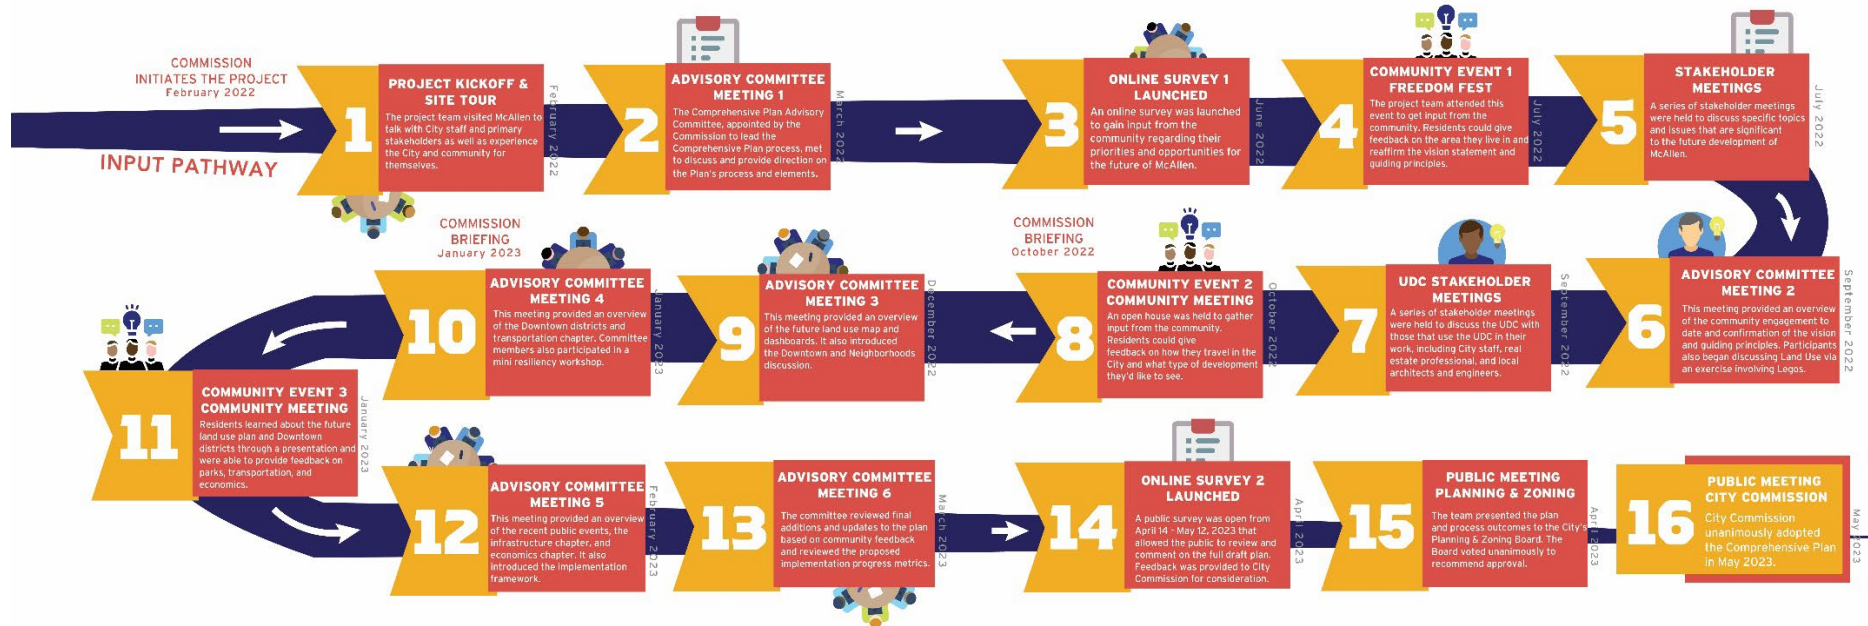 COMMISSION
INITIATES THE PROJECT
February 2022
INPUT PATHWAY
1
PROJECT KICKOFF &
SITE TOUR
The project team visited McAllen to
talk with City staff and primary
stakeholders as well as experience
the City and community for
themselves.
February 2022
2
ADVISORY COMMITTEE
MEETING 1
The Comprehensive Plan Advisory
Committee, appointed by the
Commission to lead the
Comprehensive Plan process, met
to discuss and provide direction on
the Plan's process and elements.
March 2022
3
ONLINE SURVEY 1
LAUNCHED
An online survey was launched
to gain input from the
community regarding their
priorities and opportunities for
the future of McAllen.
June 2022
4
COMMUNITY EVENT 1
FREEDOM FEST
The project team attended this
event to get input from the
community. Residents could give
feedback on the area they live in and
reaffirm the vision statement and
guiding principles.
July 2022
5
STAKEHOLDER
MEETINGS
A series of stakeholder meetings
were held to discuss specific topics
and issues that are significant
to the future development of
McAllen.
July 2022
6
ADVISORY COMMITTEE
MEETING 2
This meeting provided an overview
of the community engagement to
date and confirmation of the vision
and guiding principles. Participants
also began discussing Land Use via
an exercise involving Legos.
September 2022
7
UDC STAKEHOLDER
MEETINGS
A series of stakeholder meetings
were held to discuss the UDC with
those that use the UDC in their
work, including City staff, real
estate professional, and local
architects and engineers.
September 2022
COMMISSION
BRIEFING
October 2022
8
COMMUNITY EVENT 2
COMMUNITY MEETING
An open house was held to gather
input from the community.
Residents could give
feedback on how they travel in the
City and what type of development
they'd like to see.
October 2022
9
ADVISORY COMMITTEE
MEETING 3
This meeting provided an overview
of the future land use map and
dashboards. It also introduced
the Downtown and Neighborhoods
discussion.
December 2022
COMMISSION
BRIEFING
January 2023
10
ADVISORY COMMITTEE
MEETING 4
This meeting provided an overview
of the Downtown districts and
transportation chapter. Committee
members also participated in a
mini resiliency workshop.
January 2023
11
COMMUNITY EVENT 3
COMMUNITY MEETING
Residents learned about the future
land use plan and Downtown
districts through a presentation and
were able to provide feedback on
parks, transportation, and
economics.
January 2023
12
ADVISORY COMMITTEE
MEETING 5
This meeting provided an overview
of the recent public events, the
infrastructure chapter, and
economics chapter. It also
introduced the implementation
framework.
February 2023
13
ADVISORY COMMITTEE
MEETING 6
The committee reviewed final
additions and updates to the plan
based on community feedback
and reviewed the proposed
implementation progress metrics.
March 2023
14
ONLINE SURVEY 2
LAUNCHED
A public survey was open from
April 14 - May 12, 2023 that
allowed the public to review and
comment on the full draft plan.
Feedback was provided to City
Commission for consideration.
April 2023
15
PUBLIC MEETING
PLANNING & ZONING
The team presented the plan
and process outcomes to the City's
Planning & Zoning Board. The
Board voted unanimously to
recommend approval.
April 2023
16
PUBLIC MEETING
CITY COMMISSION
City Commission
unanimously adopted
the Comprehensive Plan
in May 2023.
May 2023